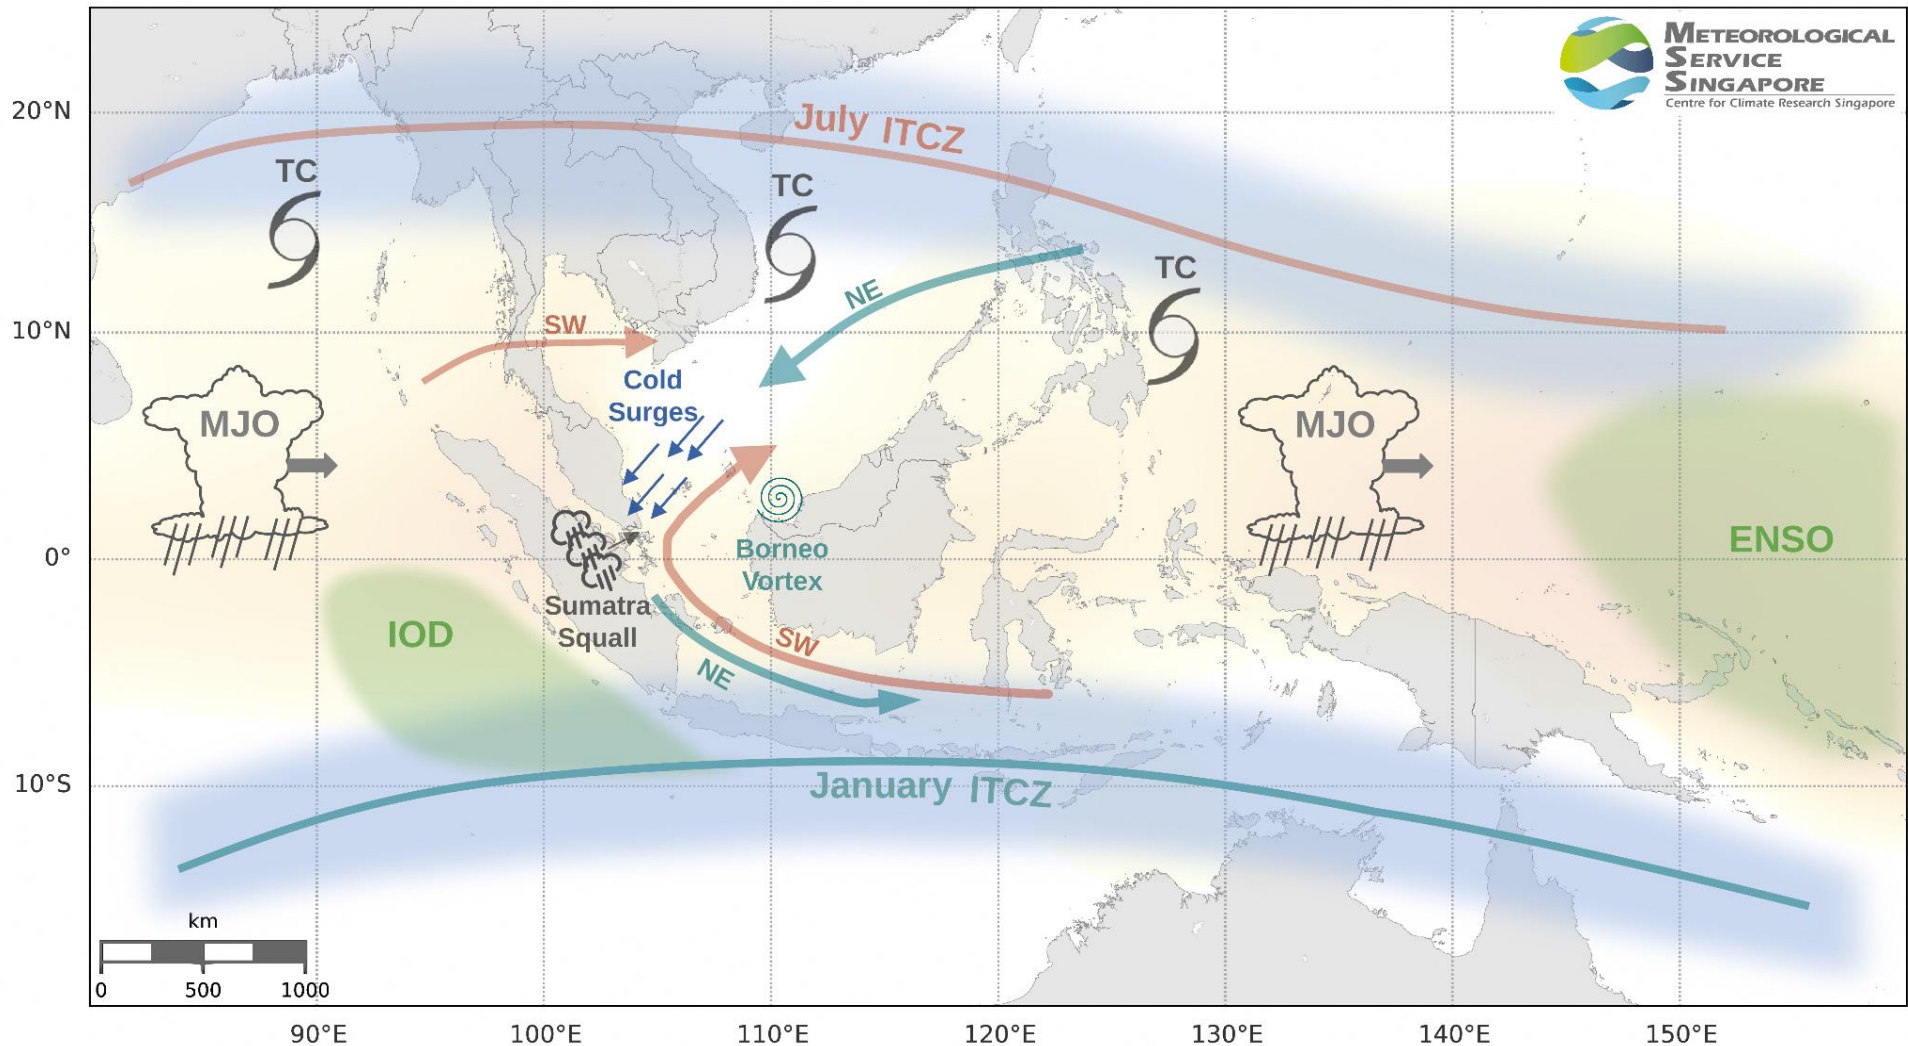 METEOROLOGICAL
SERVICE
SINGAPORE
Centre for Climate Research Singapore
20°N
July ITCZ
TC
TC
TC
NE
10°N
SW
Cold
Surges
MJO
MJO
ENSO
0°
Borneo
Vortex
Sumatra
Squall
IOD
SW
NE
10°S
January ITCZ
km
0 500 1000
90°E 100°E 110°E 120°E 130°E 140°E 150°E